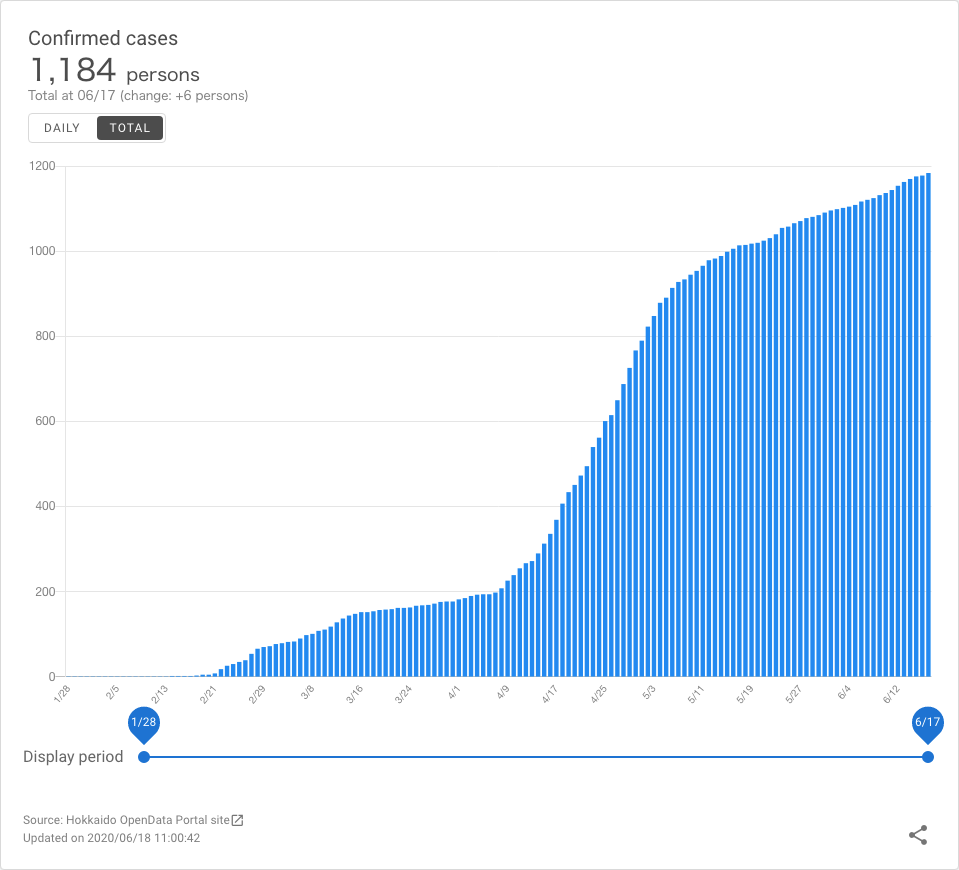 Confirmed cases
1,184 persons
Total at 06/17 (change: +6 persons)
DAILY TOTAL
1200
1000
800
600
400
200
0
1/28 2/5 2/13 2/21 2/29 3/8 3/16 3/24 4/1 4/9 4/17 4/25 5/3 5/11 5/19 5/27 6/4 6/12
1/28 6/17
Display period
Source: Hokkaido OpenData Portal site
Updated on 2020/06/18 11:00:42